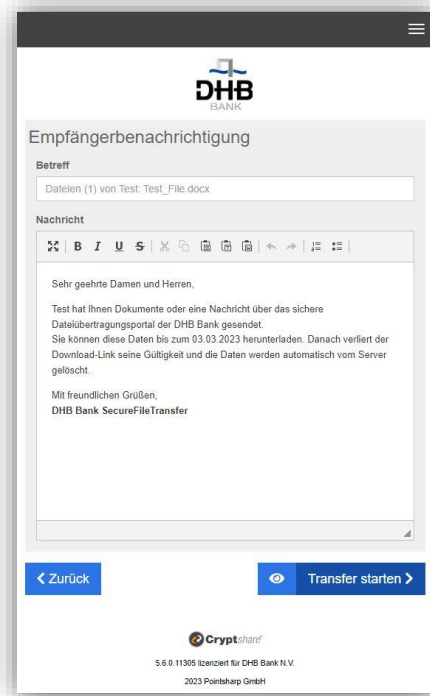 DHB
BANK
Empfängerbenachrichtigung
Betreff
Dateien (1) von Test: Test_File.docx
Nachricht
B I U S
Sehr geehrte Damen und Herren,
Test hat Ihnen Dokumente oder eine Nachricht über das sichere
Dateiübertragungsportal der DHB Bank gesendet.
Sie können diese Daten bis zum 03.03.2023 herunterladen. Danach verliert der
Download-Link seine Gültigkeit und die Daten werden automatisch vom Server
gelöscht.
Mit freundlichen Grüßen,
DHB Bank SecureFileTransfer
Zurück
Transfer starten
Cryptshare
5.6.0.11305 lizenziert für DHB Bank N.V.
2023 Pointsharp GmbH